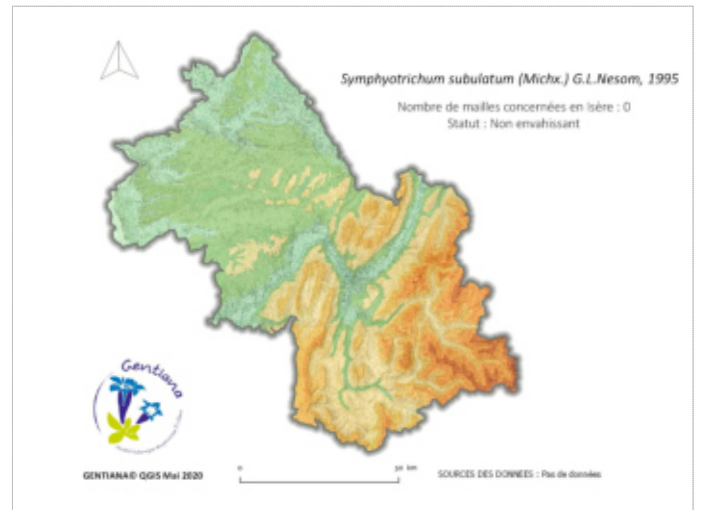 Symphyotrichum subulatum (Michx.) G.L.Nesom, 1995
Nombre de mailles concernées en Isère : 0
Statut : Non envahissant
Gentiana
GENTIANA© QGIS Mai 2020
0
50 km
SOURCES DES DONNÉES : Pas de données